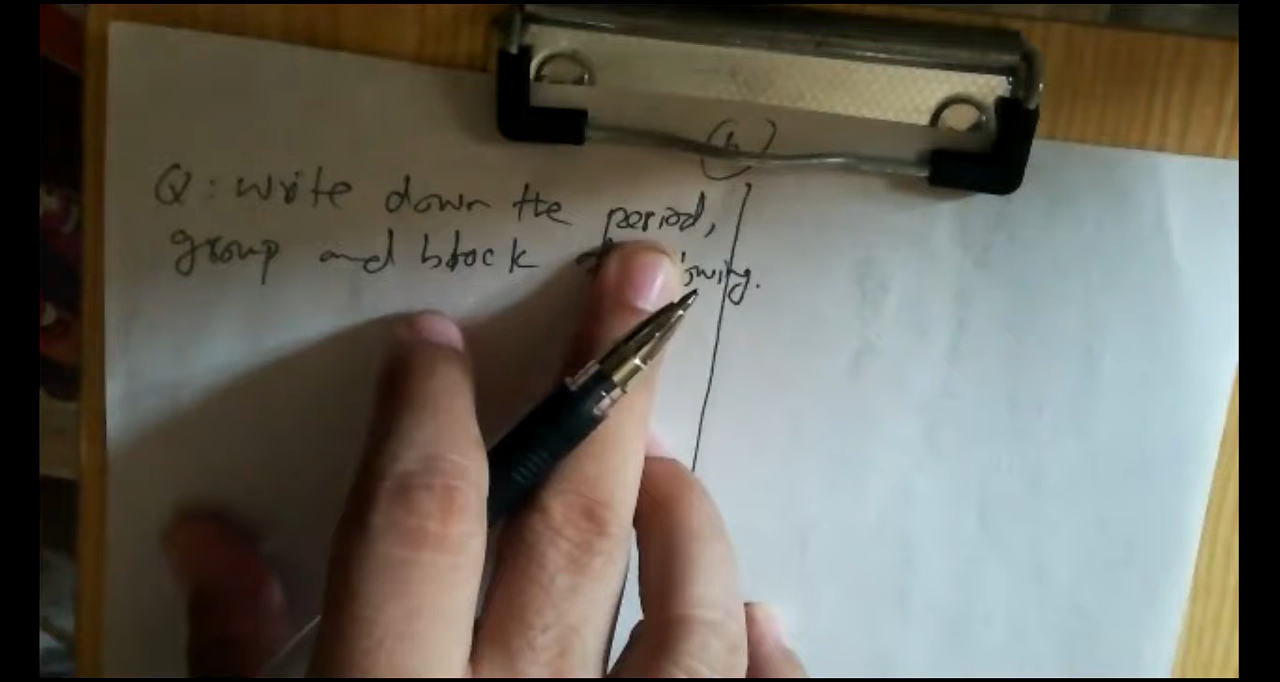 Q: write down the period,
group and block